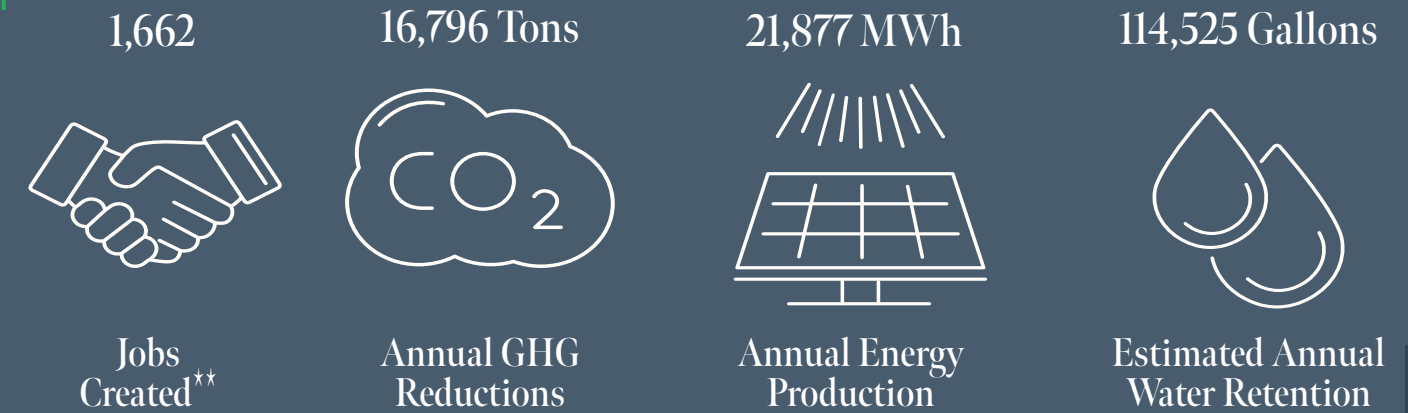 1,662
16,796 Tons
21,877 MWh
114,525 Gallons
CO2
Jobs
Created**
Annual GHG
Reductions
Annual Energy
Production
Estimated Annual
Water Retention